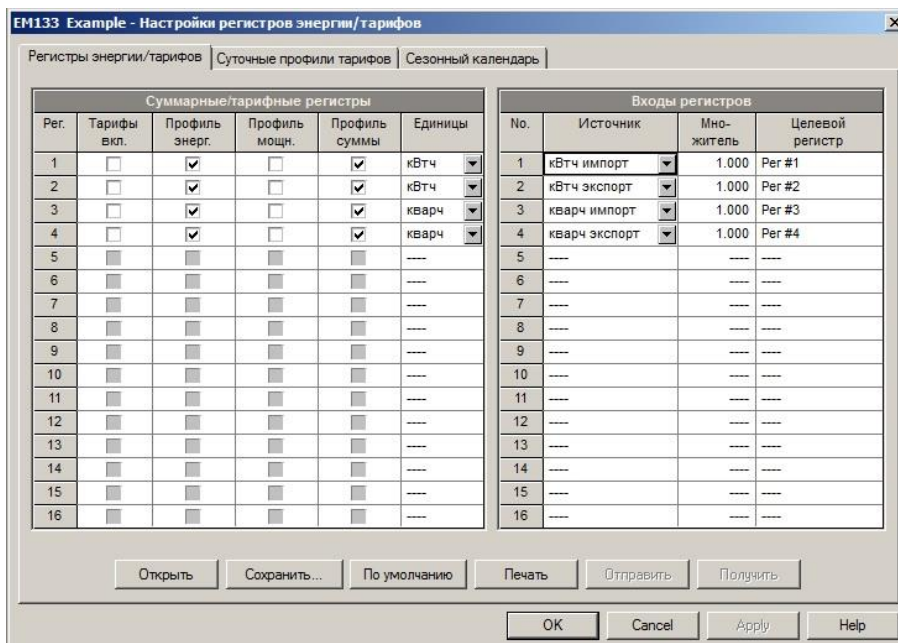 EM133 Example - Настройки регистров энергии/тарифов
Регистры энергии/тарифов Суточные профили тарифов Сезонный календарь
Суммарные/тарифные регистры Входы регистров
Рег. Тарифы Профиль Профиль Профиль Единицы No. Источник Мно- Целевой
вкл. энерг. мощн. суммы житель регистр
1 кВтч 1 кВтч импорт 1.000 Рег #1
2 кВтч 2 кВтч экспорт 1.000 Рег #2
3 кварч 3 кварч импорт 1.000 Рег #3
4 кварч 4 кварч экспорт 1.000 Рег #4
5 ---- 5 ---- ---- ----
6 ---- 6 ---- ---- ----
7 ---- 7 ---- ---- ----
8 ---- 8 ---- ---- ----
9 ---- 9 ---- ---- ----
10 ---- 10 ---- ---- ----
11 ---- 11 ---- ---- ----
12 ---- 12 ---- ---- ----
13 ---- 13 ---- ---- ----
14 ---- 14 ---- ---- ----
15 ---- 15 ---- ---- ----
16 ---- 16 ---- ---- ----
Открыть Сохранить... По умолчанию Печать Отправить Получить
OK Cancel Apply Help